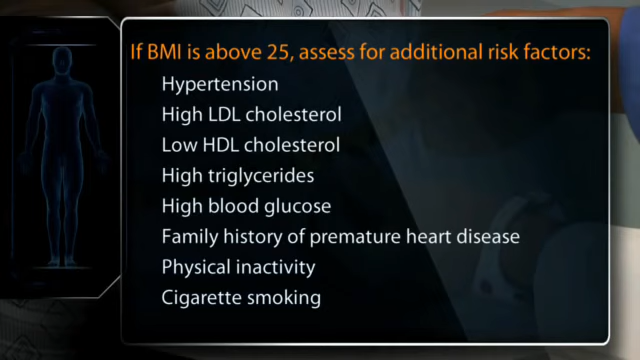 If BMI is above 25, assess for additional risk factors:
Hypertension
High LDL cholesterol
Low HDL cholesterol
High triglycerides
High blood glucose
Family history of premature heart disease
Physical inactivity
Cigarette smoking